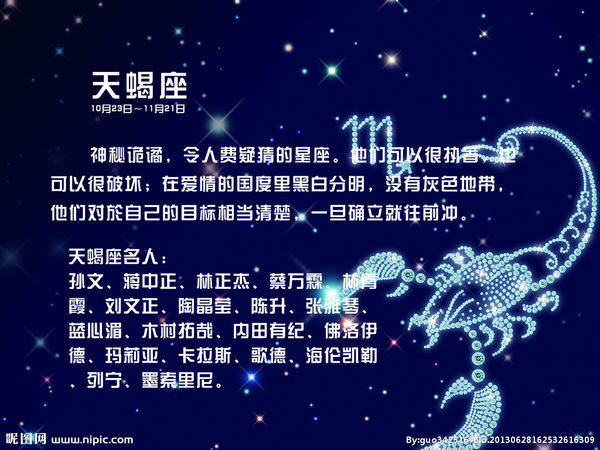 天蝎座
10月23日～11月21日
神秘诡谲，令人费疑猜的星座。他们可以很执着，也
可以很破坏；在爱情的国度里黑白分明，没有灰色地带，
他们对於自己的目标相当清楚，一旦确立就往前冲。
天蝎座名人：
孙文、蒋中正、林正杰、蔡万霖、林青
霞、刘文正、陶晶莹、陈升、张雅琴、
蓝心湄、木村拓哉、内田有纪、佛洛伊
德、玛莉亚、卡拉斯、歌德、海伦凯勒
、列宁、墨索里尼。
昵图网 www.nipic.com
By:guo342516 No.20130628162532616309